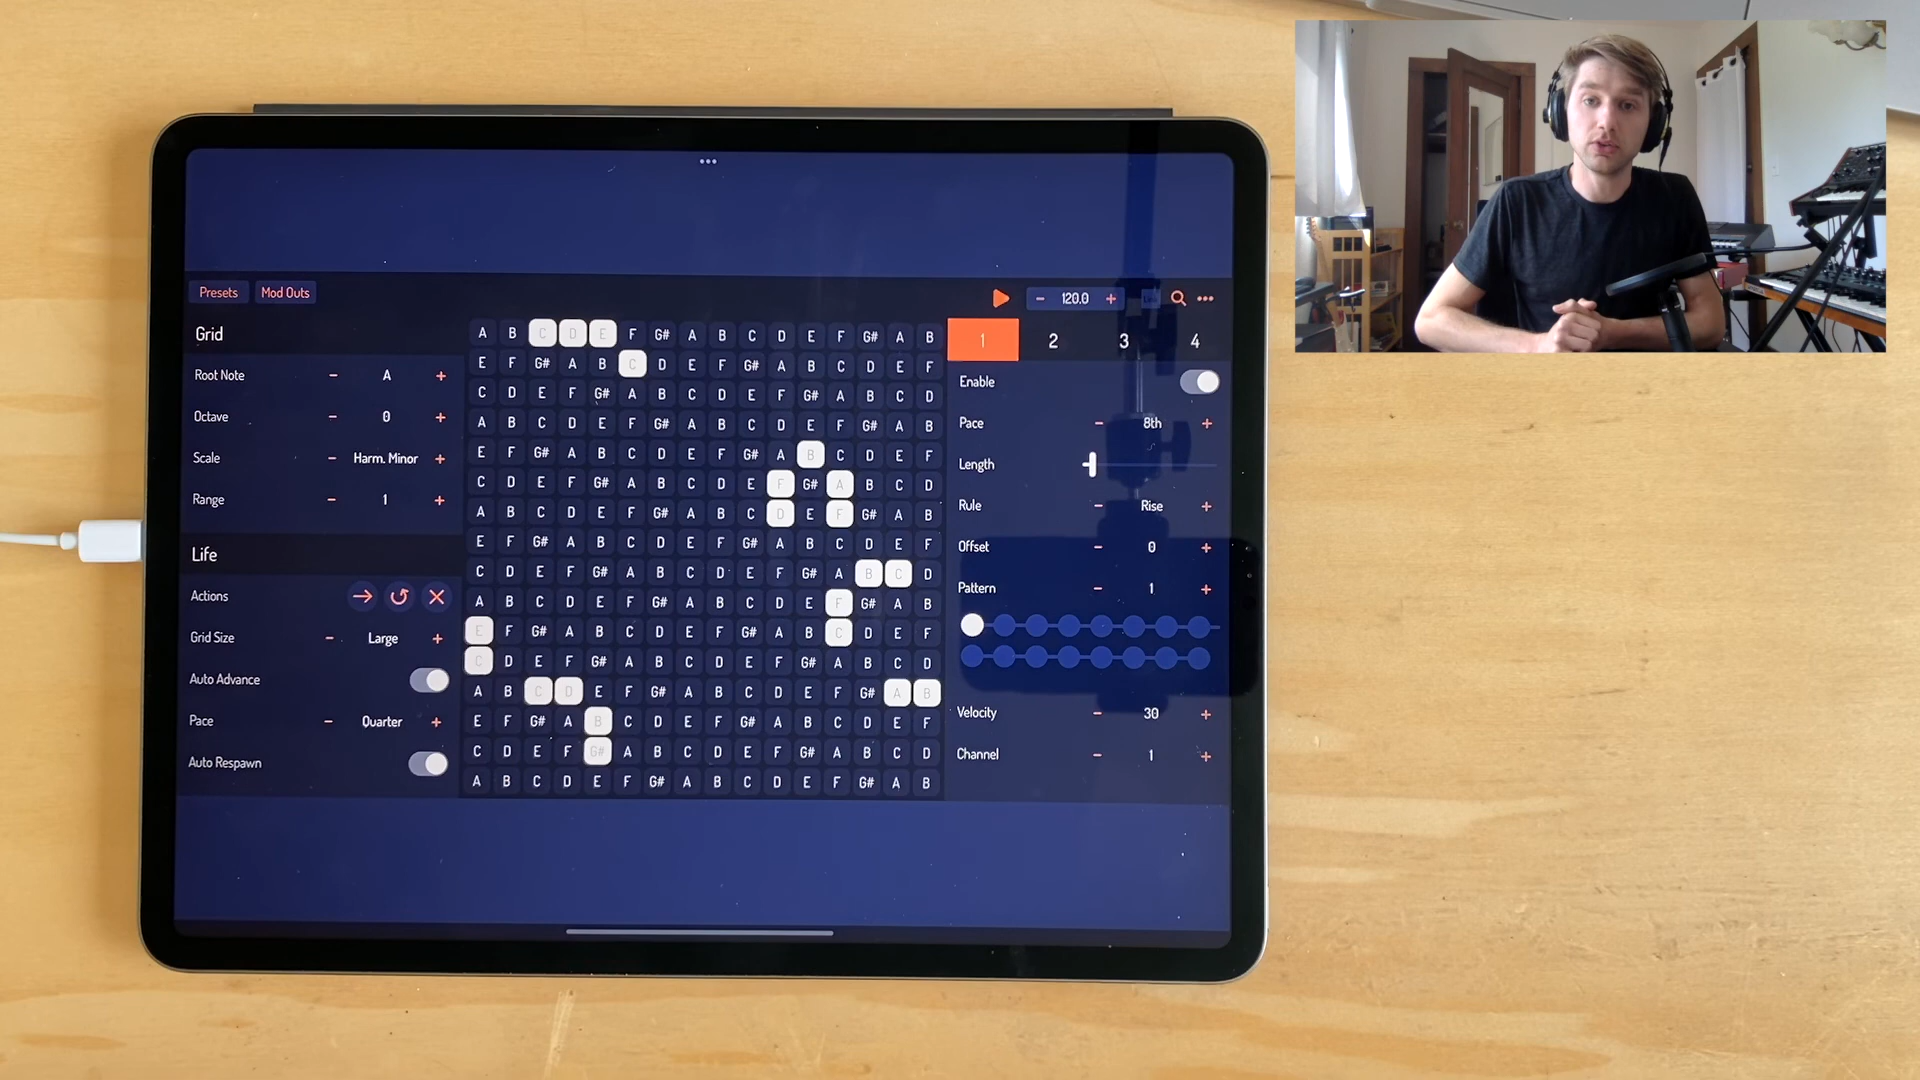 Presets Mod Outs
120.0
Grid
Root Note A
Octave 0
Scale Harm. Minor
Range 1
Life
Actions
Grid Size Large
Auto Advance
Pace Quarter
Auto Respawn
A B C D E F G# A B C D E F G# A B
E F G# A B C D E F G# A B C D E F
C D E F G# A B C D E F G# A B C D
A B C D E F G# A B C D E F G# A B
E F G# A B C D E F G# A B C D E F
C D E F G# A B C D E F G# A B C D
A B C D E F G# A B C D E F G# A B
E F G# A B C D E F G# A B C D E F
C D E F G# A B C D E F G# A B C D
A B C D E F G# A B C D E F G# A B
E F G# A B C D E F G# A B C D E F
C D E F G# A B C D E F G# A B C D
A B C D E F G# A B C D E F G# A B
E F G# A B C D E F G# A B C D E F
C D E F G# A B C D E F G# A B C D
A B C D E F G# A B C D E F G# A B
1 2 3 4
Enable
Pace 8th
Length
Rule Rise
Offset 0
Pattern 1
Velocity 30
Channel 1